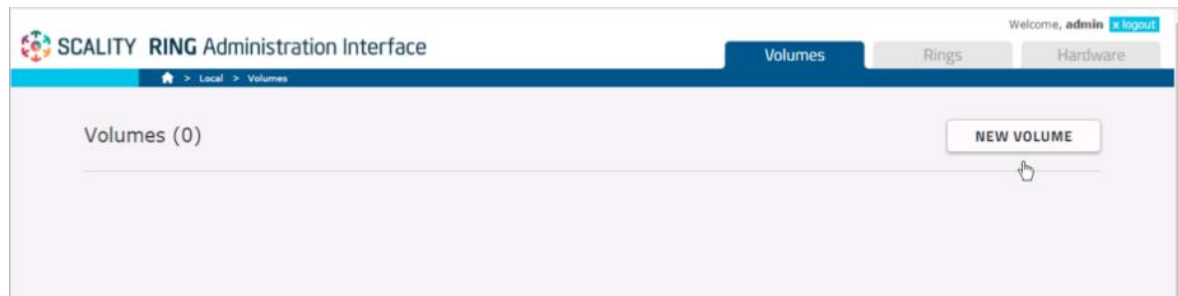 Welcome, admin x logout
SCALITY RING Administration Interface
Volumes Rings Hardware
> Local > Volumes
Volumes (0)
NEW VOLUME